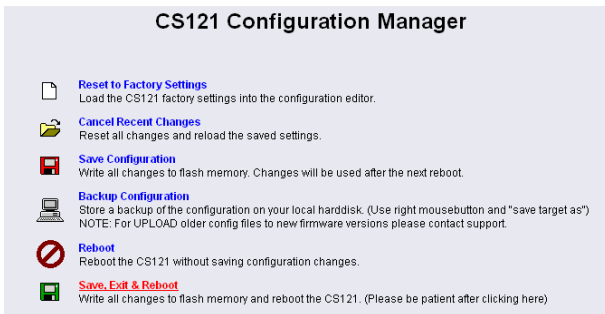 CS121 Configuration Manager
Reset to Factory Settings
Load the CS121 factory settings into the configuration editor.
Cancel Recent Changes
Reset all changes and reload the saved settings.
Save Configuration
Write all changes to flash memory. Changes will be used after the next reboot.
Backup Configuration
Store a backup of the configuration on your local harddisk. (Use right mousebutton and "save target as")
NOTE: For UPLOAD older config files to new firmware versions please contact support.
Reboot
Reboot the CS121 without saving configuration changes.
Save, Exit & Reboot
Write all changes to flash memory and reboot the CS121. (Please be patient after clicking here)